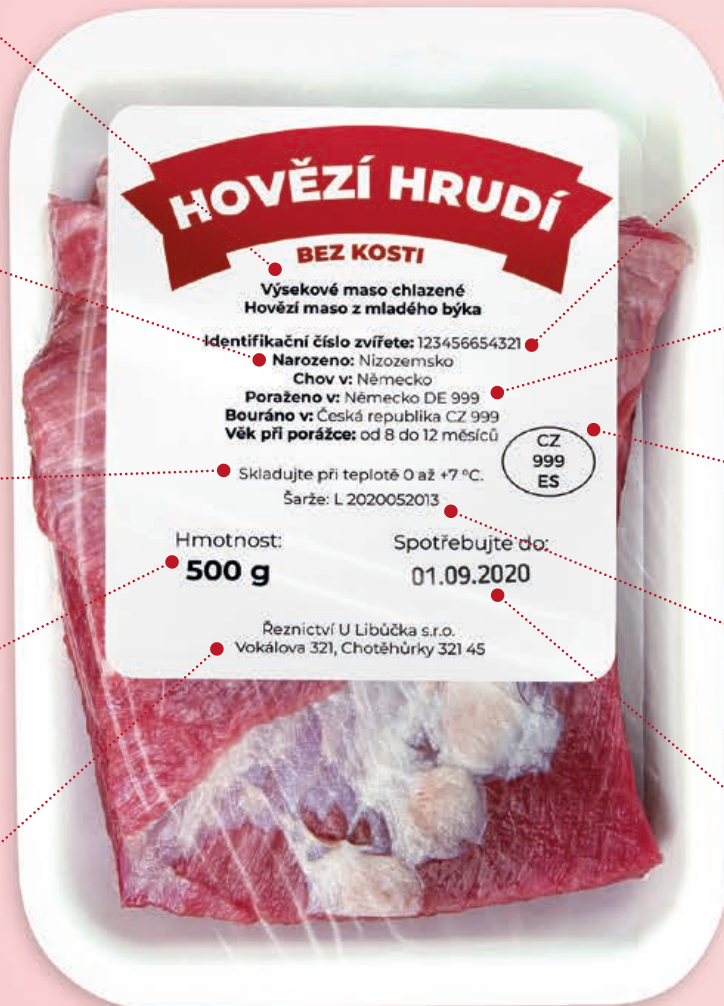 HOVĚZÍ HRUDÍ
BEZ KOSTI
Výsekové maso chlazené
Hovězí maso z mladého býka
Identifikační číslo zvířete: 123456654321
Narozeno: Nizozemsko
Chov v: Německo
Poraženo v: Německo DE 999
Bouráno v: Česká republika CZ 999
Věk při porážce: od 8 do 12 měsíců
CZ
999
ES
Skladujte při teplotě 0 až +7 °C.
Šarže: L 2020052013
Hmotnost:
500 g
Spotřebujte do:
01.09.2020
Řeznictví U Libůčka s.r.o.
Vokálova 321, Chotěhůrky 321 45